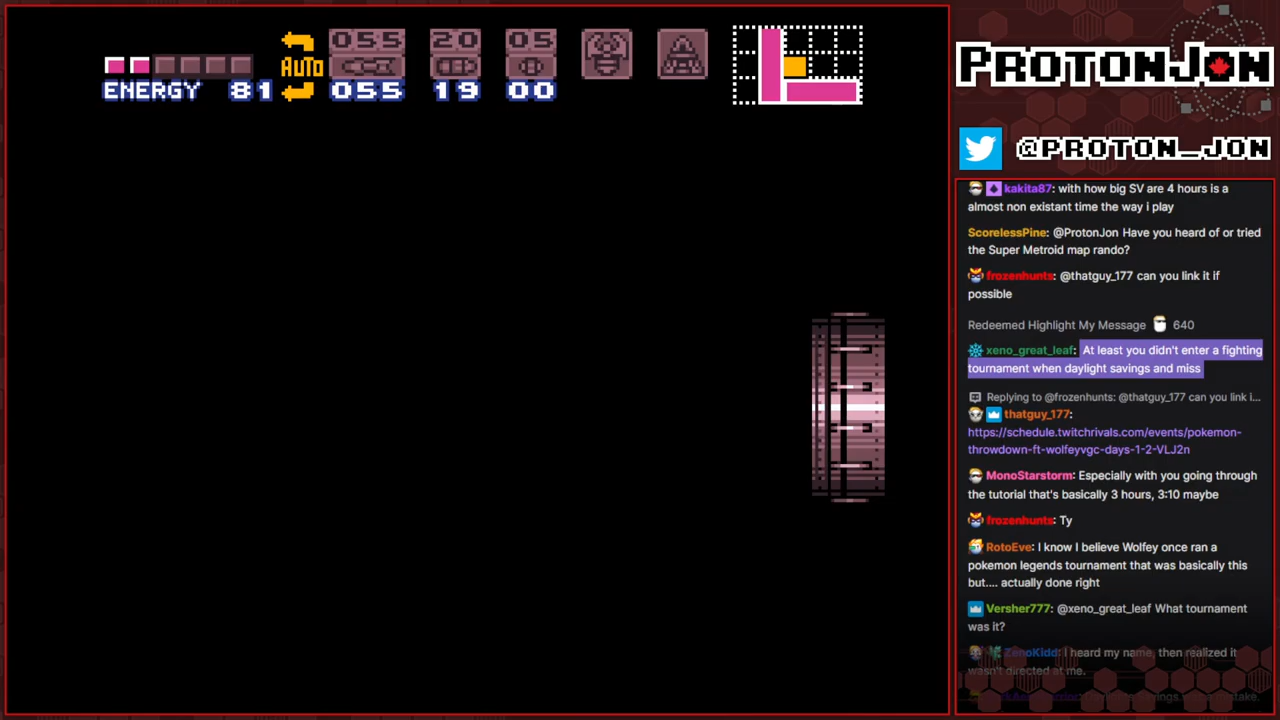 AUTO
055 20 05
ENERGY 81 055 19 00
PROTONJON
@PROTON_JON
kakita87: with how big SV are 4 hours is a
almost non existant time the way i play
ScorelessPine: @ProtonJon Have you heard of or tried
the Super Metroid map rando?
frozenhunts: @thatguy_177 can you link it if
possible
Redeemed Highlight My Message 640
xeno_great_leaf: At least you didn't enter a fighting
tournament when daylight savings and miss
Replying to @frozenhunts: @thatguy_177 can you link i...
thatguy_177:
https://schedule.twitchrivals.com/events/pokemon-
throwdown-ft-wolfeyvgc-days-1-2-VLJ2n
MonoStarstorm: Especially with you going through
the tutorial that's basically 3 hours, 3:10 maybe
frozenhunts: Ty
RotoEve: I know I believe Wolfey once ran a
pokemon legends tournament that was basically this
but.... actually done right
Versher777: @xeno_great_leaf What tournament
was it?
ZenoKidd: I heard my name, then realized it
wasn't directed at me.